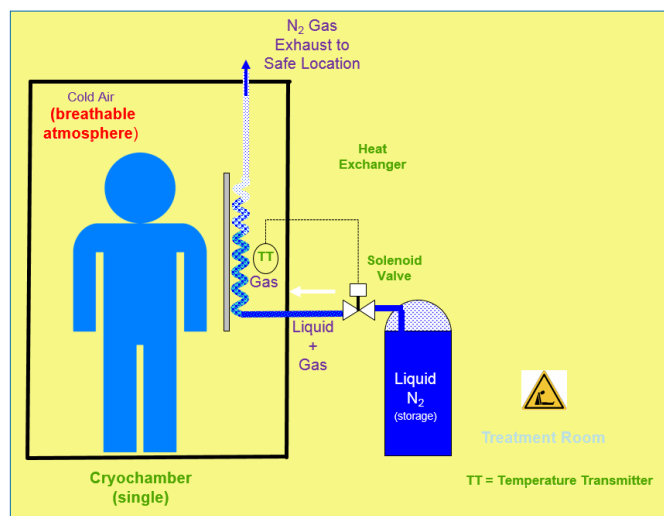 N₂ Gas
Exhaust to
Safe Location
Cold Air
(breathable
atmosphere)
Heat
Exchanger
TT
Gas
Solenoid
Valve
Liquid
+
Gas
Liquid
N₂
(storage)
Treatment Room
Cryochamber
(single)
TT = Temperature Transmitter